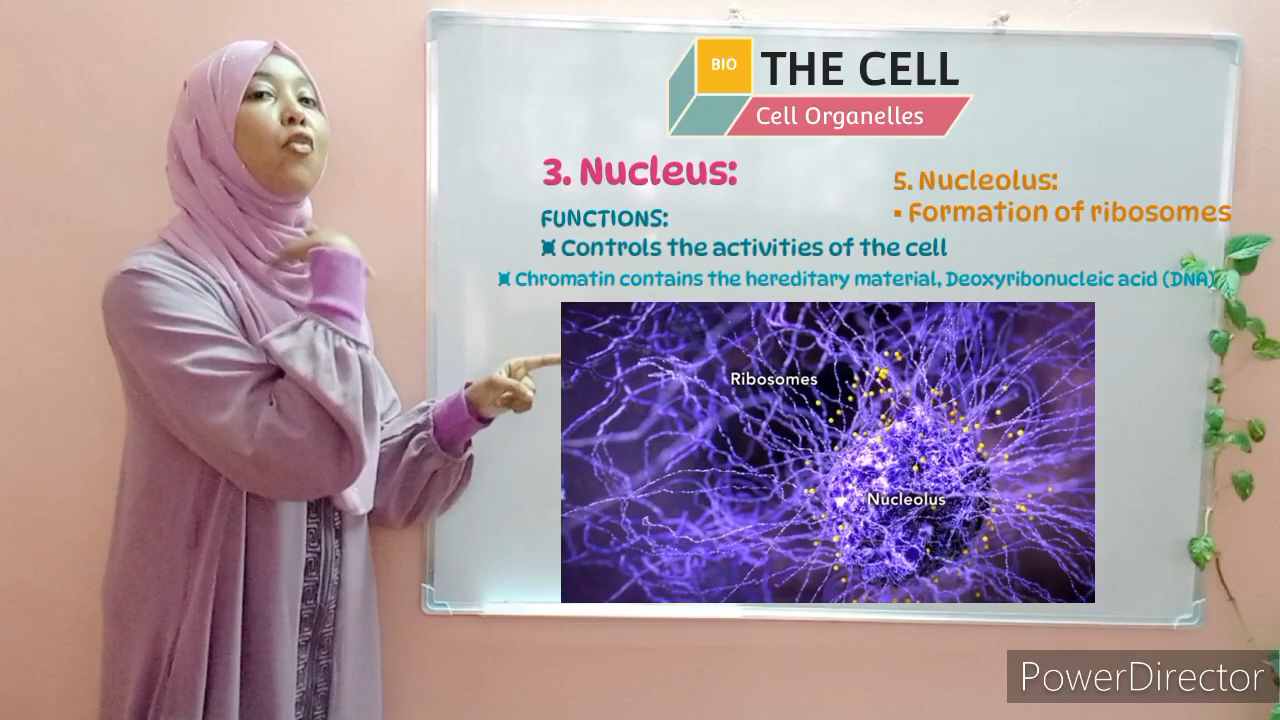 BIO
THE CELL
Cell Organelles
3. Nucleus:
FUNCTIONS:
Controls the activities of the cell
Chromatin contains the hereditary material, Deoxyribonucleic acid (DNA)
5. Nucleolus:
▪ Formation of ribosomes
Ribosomes
Nucleolus
PowerDirector